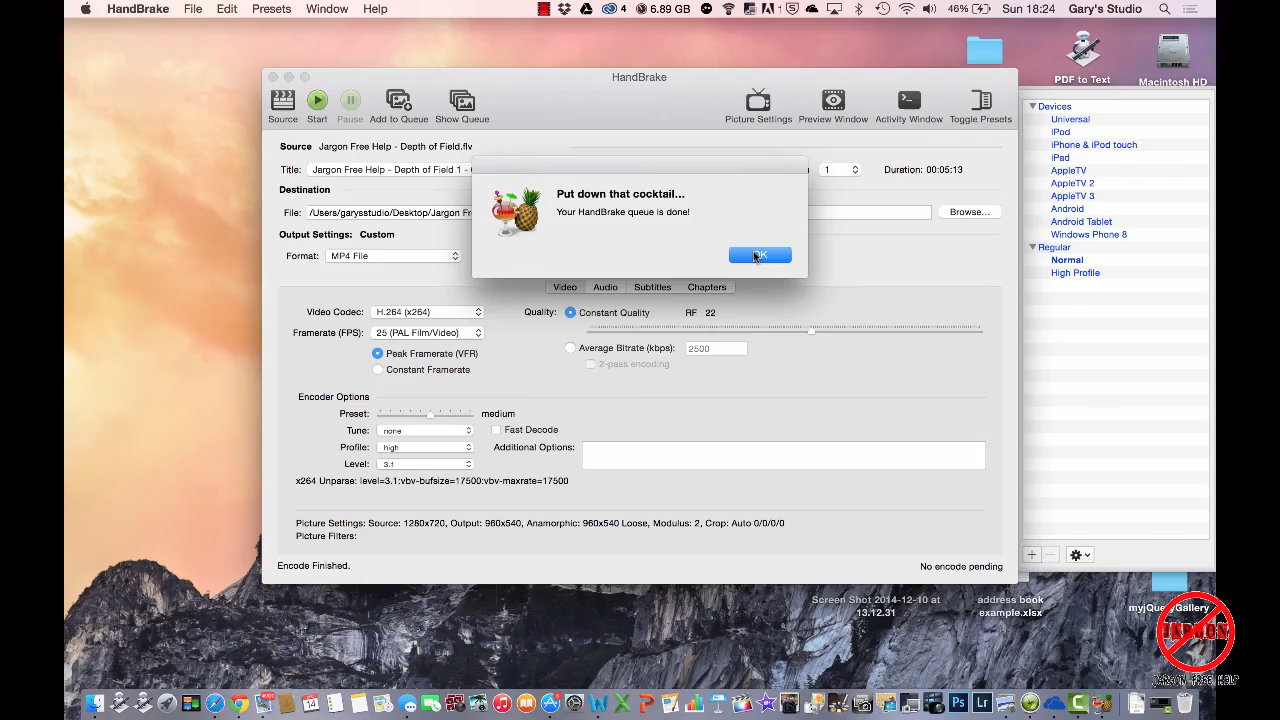 HandBrake File Edit Presets Window Help 4 6.89 GB 5 46% Sun 18:24 Gary's Studio
PDF to Text
Macintosh HD
HandBrake
Source Start Pause Add to Queue Show Queue Picture Settings Preview Window Activity Window Toggle Presets
Source Jargon Free Help - Depth of Field.flv
Title: Jargon Free Help - Depth of Field 1 - 1 Duration: 00:05:13
Destination
File: /Users/garysstudio/Desktop/Jargon Fr Browse...
Output Settings: Custom
Format: MP4 File
Put down that cocktail...
Your HandBrake queue is done!
OK
Video Audio Subtitles Chapters
Video Codec: H.264 (x264) Quality: Constant Quality RF 22
Framerate (FPS): 25 (PAL Film/Video)
Peak Framerate (VFR) Average Bitrate (kbps): 2500
Constant Framerate 2-pass encoding
Encoder Options
Preset: medium
Tune: none Fast Decode
Profile: high Additional Options:
Level: 3.1
x264 Unparse: level=3.1:vbv-bufsize=17500:vbv-maxrate=17500
Picture Settings: Source: 1280x720, Output: 960x540, Anamorphic: 960x540 Loose, Modulus: 2, Crop: Auto 0/0/0/0
Picture Filters:
Encode Finished. No encode pending
Devices
Universal
iPod
iPhone & iPod touch
iPad
AppleTV
AppleTV 2
AppleTV 3
Android
Android Tablet
Windows Phone 8
Regular
Normal
High Profile
Screen Shot 2014-12-10 at
13.12.31
address book
example.xlsx
myjQueryGallery
JARGON
JARGON FREE HELP
Ps Lr